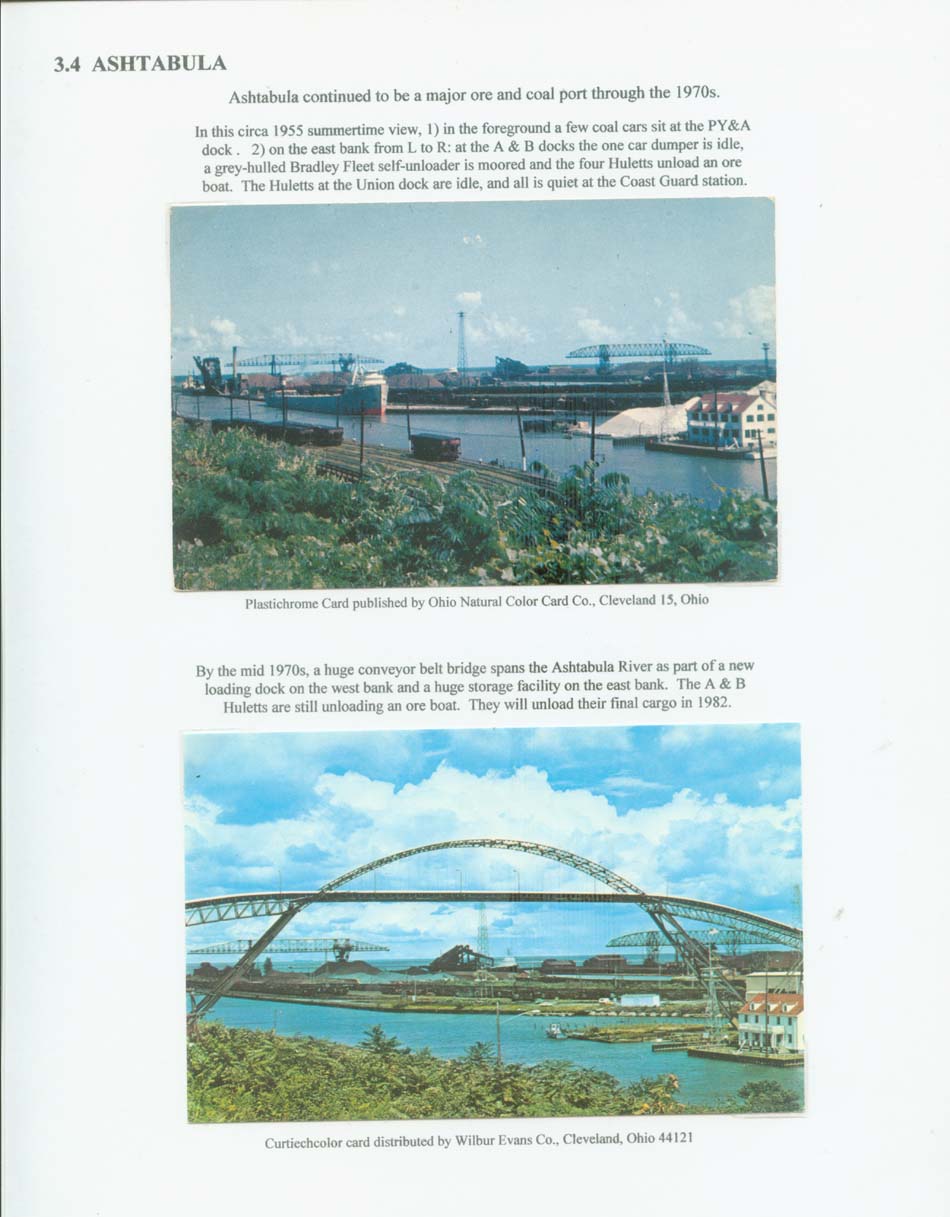 3.4 ASHTABULA
Ashtabula continued to be a major ore and coal port through the 1970s.
In this circa 1955 summertime view, 1) in the foreground a few coal cars sit at the PY&A
dock . 2) on the east bank from L to R: at the A & B docks the one car dumper is idle,
a grey-hulled Bradley Fleet self-unloader is moored and the four Huletts unload an ore
boat. The Huletts at the Union dock are idle, and all is quiet at the Coast Guard station.
Plastichrome Card published by Ohio Natural Color Card Co., Cleveland 15, Ohio
By the mid 1970s, a huge conveyor belt bridge spans the Ashtabula River as part of a new
loading dock on the west bank and a huge storage facility on the east bank. The A & B
Huletts are still unloading an ore boat. They will unload their final cargo in 1982.
Curtiechcolor card distributed by Wilbur Evans Co., Cleveland, Ohio 44121